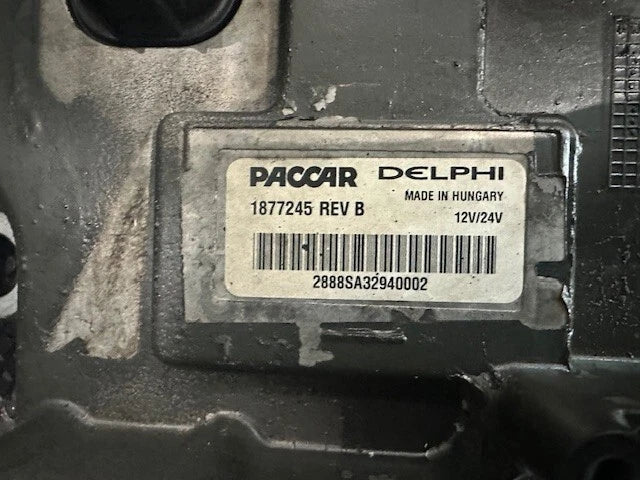 PACCAR DELPHI
MADE IN HUNGARY
1877245 REV B
12V/24V
2888SA32940002